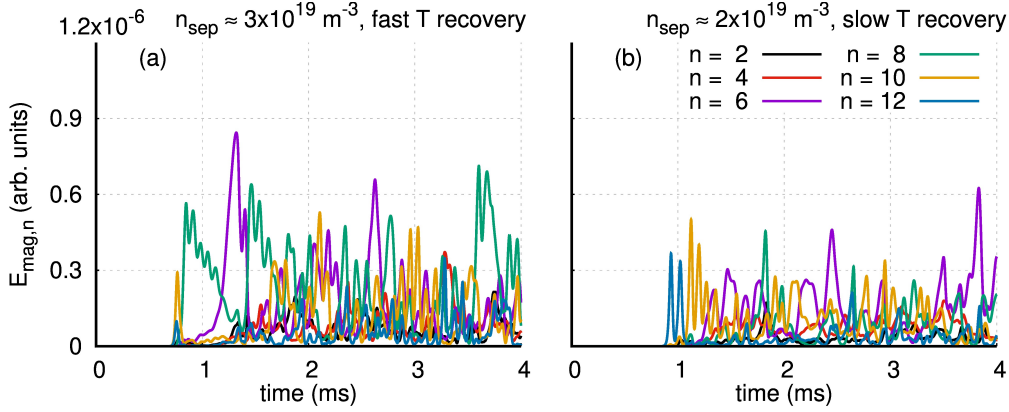 n_sep ≈ 3x10^19 m^-3, fast T recovery
n_sep ≈ 2x10^19 m^-3, slow T recovery
1.2x10^-6
(a)
(b)
n = 2
n = 4
n = 6
n = 8
n = 10
n = 12
E_mag,n (arb. units)
0.9
0.6
0.3
0
0 1 2 3 4
0 1 2 3 4
time (ms)
time (ms)